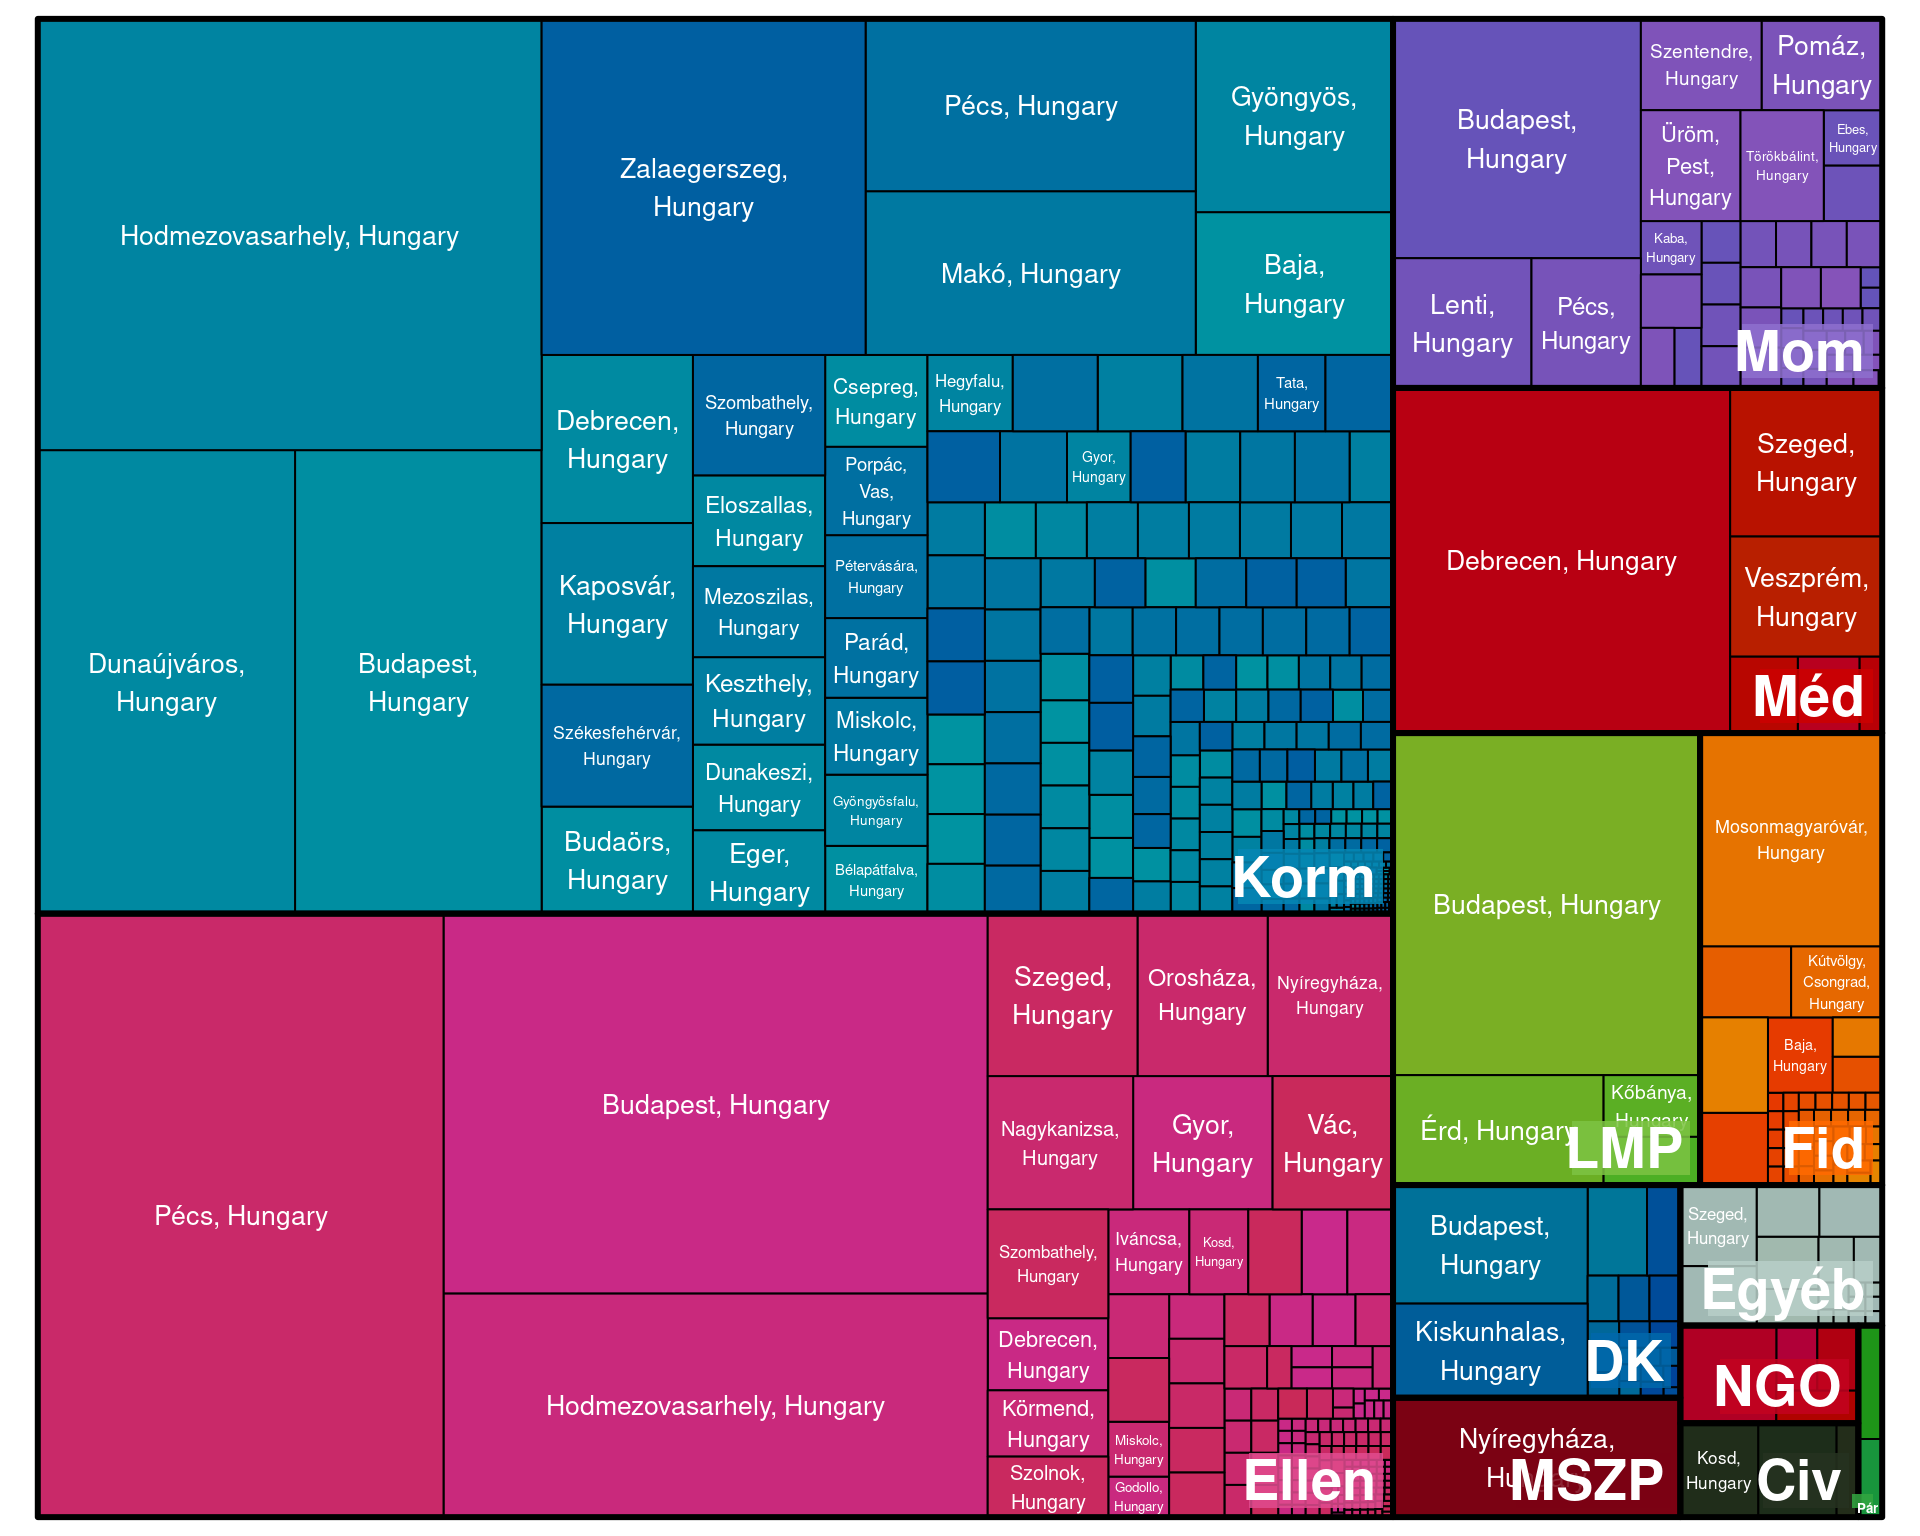 Hodmezovasarhely, Hungary
Dunaújváros,
Hungary
Budapest,
Hungary
Zalaegerszeg,
Hungary
Pécs, Hungary
Makó, Hungary
Gyöngyös,
Hungary
Baja,
Hungary
Debrecen,
Hungary
Kaposvár,
Hungary
Székesfehérvár,
Hungary
Budaörs,
Hungary
Szombathely,
Hungary
Eloszallas,
Hungary
Mezoszilas,
Hungary
Keszthely,
Hungary
Dunakeszi,
Hungary
Eger,
Hungary
Csepreg,
Hungary
Porpác,
Vas,
Hungary
Pétervására,
Hungary
Parád,
Hungary
Miskolc,
Hungary
Gyöngyösfalu,
Hungary
Bélapátfalva,
Hungary
Hegyfalu,
Hungary
Tata,
Hungary
Gyor,
Hungary
Korm
Pécs, Hungary
Budapest, Hungary
Hodmezovasarhely, Hungary
Szeged,
Hungary
Orosháza,
Hungary
Nyíregyháza,
Hungary
Nagykanizsa,
Hungary
Gyor,
Hungary
Vác,
Hungary
Szombathely,
Hungary
Debrecen,
Hungary
Körmend,
Hungary
Szolnok,
Hungary
Iváncsa,
Hungary
Kosd,
Hungary
Miskolc,
Hungary
Godollo,
Hungary
Ellen
Budapest,
Hungary
Lenti,
Hungary
Pécs,
Hungary
Szentendre,
Hungary
Pomáz,
Hungary
Üröm,
Pest,
Hungary
Törökbálint,
Hungary
Ebes,
Hungary
Kaba,
Hungary
Mom
Debrecen, Hungary
Szeged,
Hungary
Veszprém,
Hungary
Méd
Budapest, Hungary
Érd, Hungary
Kőbánya,
Hungary
LMP
Mosonmagyaróvár,
Hungary
Kútvölgy,
Csongrad,
Hungary
Baja,
Hungary
Fid
Budapest,
Hungary
Kiskunhalas,
Hungary
DK
Szeged,
Hungary
Egyéb
NGO
Nyíregyháza,
MSZP
Kosd,
Hungary
Civ
Pár